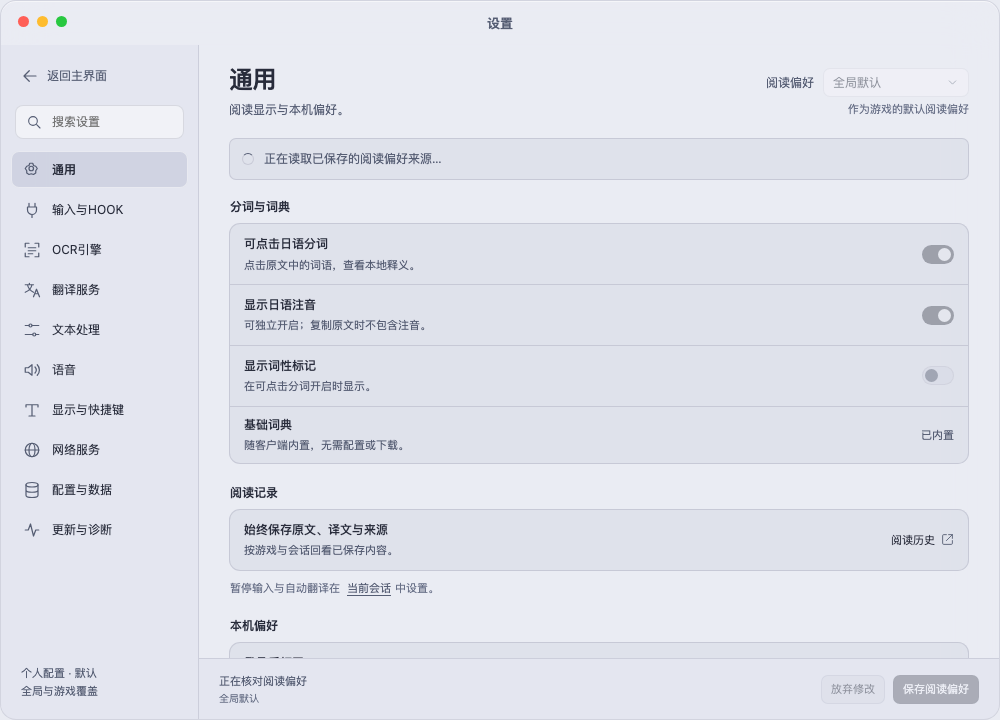 设置
返回主界面
搜索设置
通用
输入与HOOK
OCR引擎
翻译服务
文本处理
语音
显示与快捷键
网络服务
配置与数据
更新与诊断
个人配置 · 默认
全局与游戏覆盖
通用
阅读显示与本机偏好。
阅读偏好
全局默认
作为游戏的默认阅读偏好
正在读取已保存的阅读偏好来源…
分词与词典
可点击日语分词
点击原文中的词语，查看本地释义。
显示日语注音
可独立开启；复制原文时不包含注音。
显示词性标记
在可点击分词开启时显示。
基础词典
随客户端内置，无需配置或下载。
已内置
阅读记录
始终保存原文、译文与来源
按游戏与会话回看已保存内容。
阅读历史
暂停输入与自动翻译在 当前会话 中设置。
本机偏好
正在核对阅读偏好
全局默认
放弃修改
保存阅读偏好